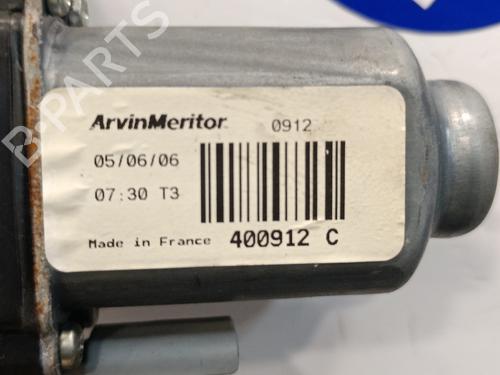 ArvinMeritor 0912
05/06/06
07:30 T3
Made in France 400912 C
B-PARTS